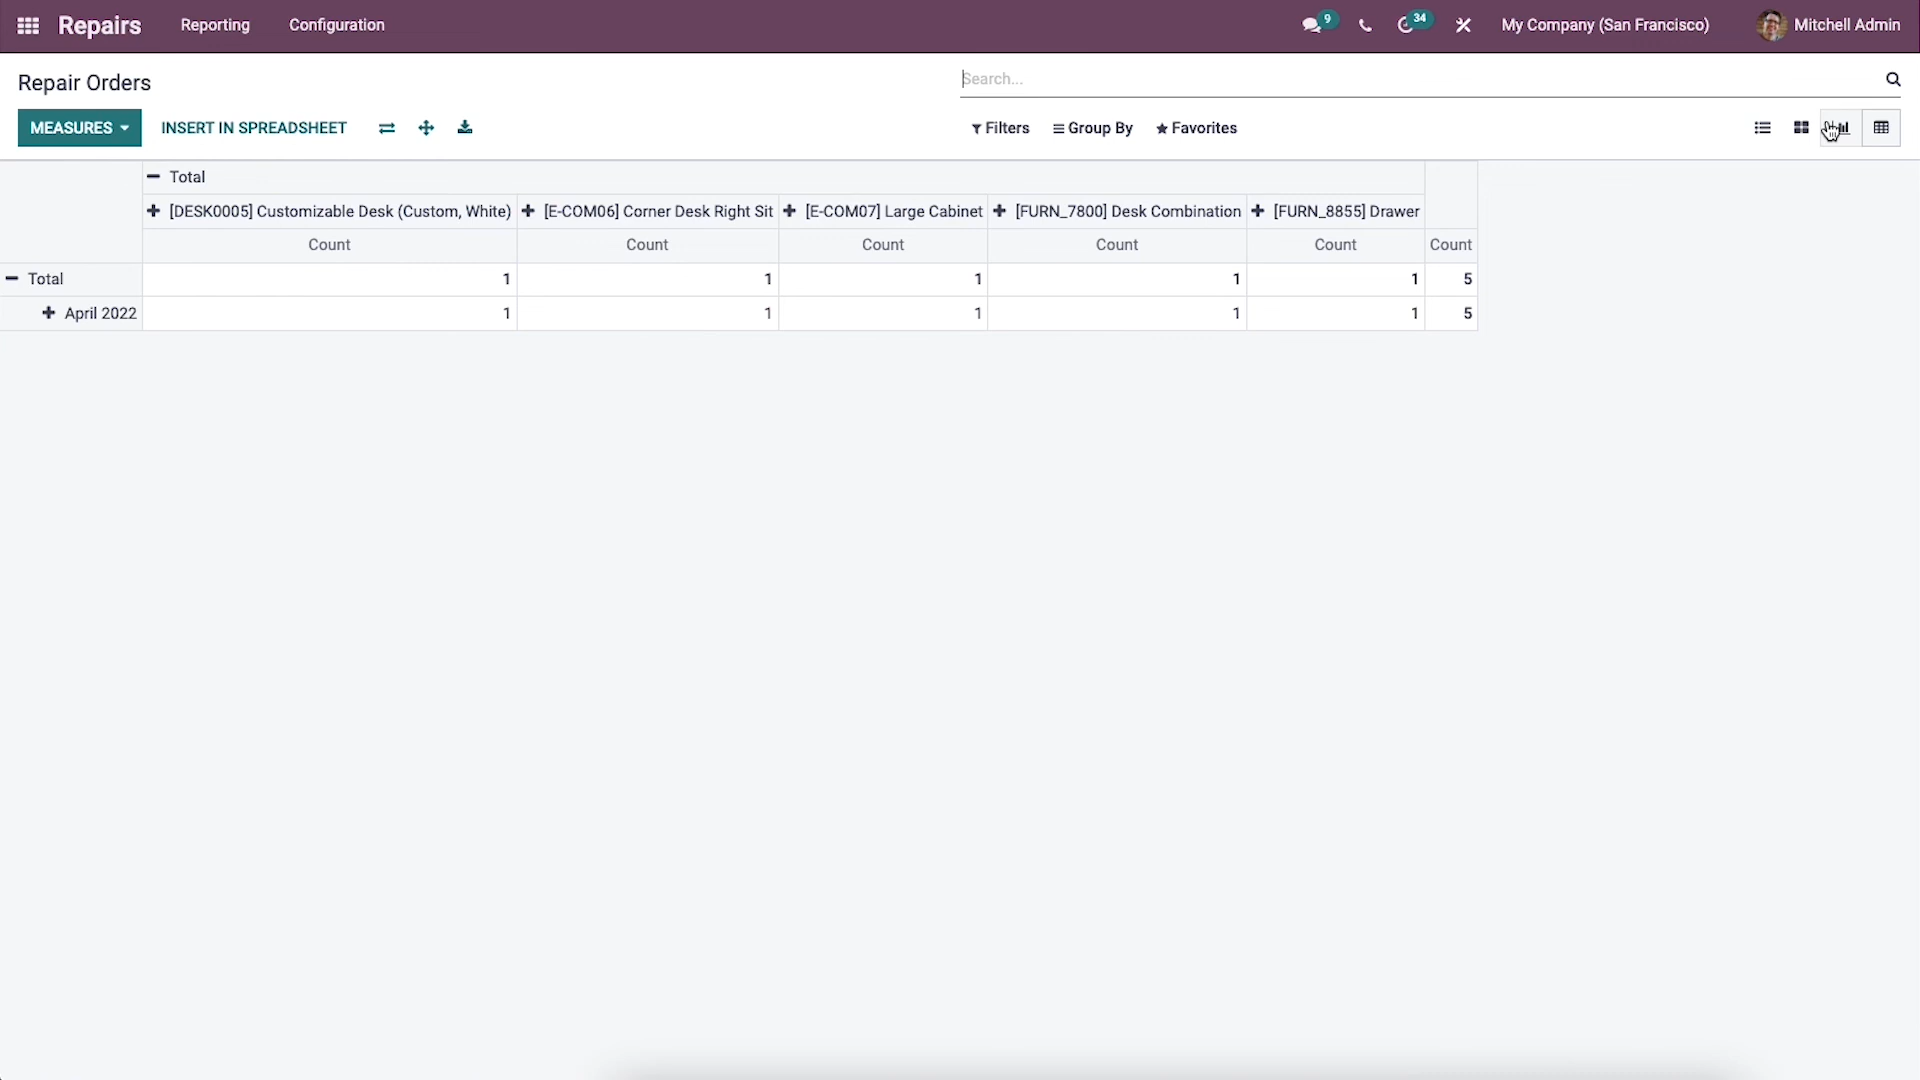 Repairs Reporting Configuration 9 34 My Company (San Francisco) Mitchell Admin
Repair Orders Search...
MEASURES INSERT IN SPREADSHEET Filters Group By Favorites
Total
[DESK0005] Customizable Desk (Custom, White) [E-COM06] Corner Desk Right Sit [E-COM07] Large Cabinet [FURN_7800] Desk Combination [FURN_8855] Drawer
Count Count Count Count Count Count
Total 1 1 1 1 1 5
April 2022 1 1 1 1 1 5